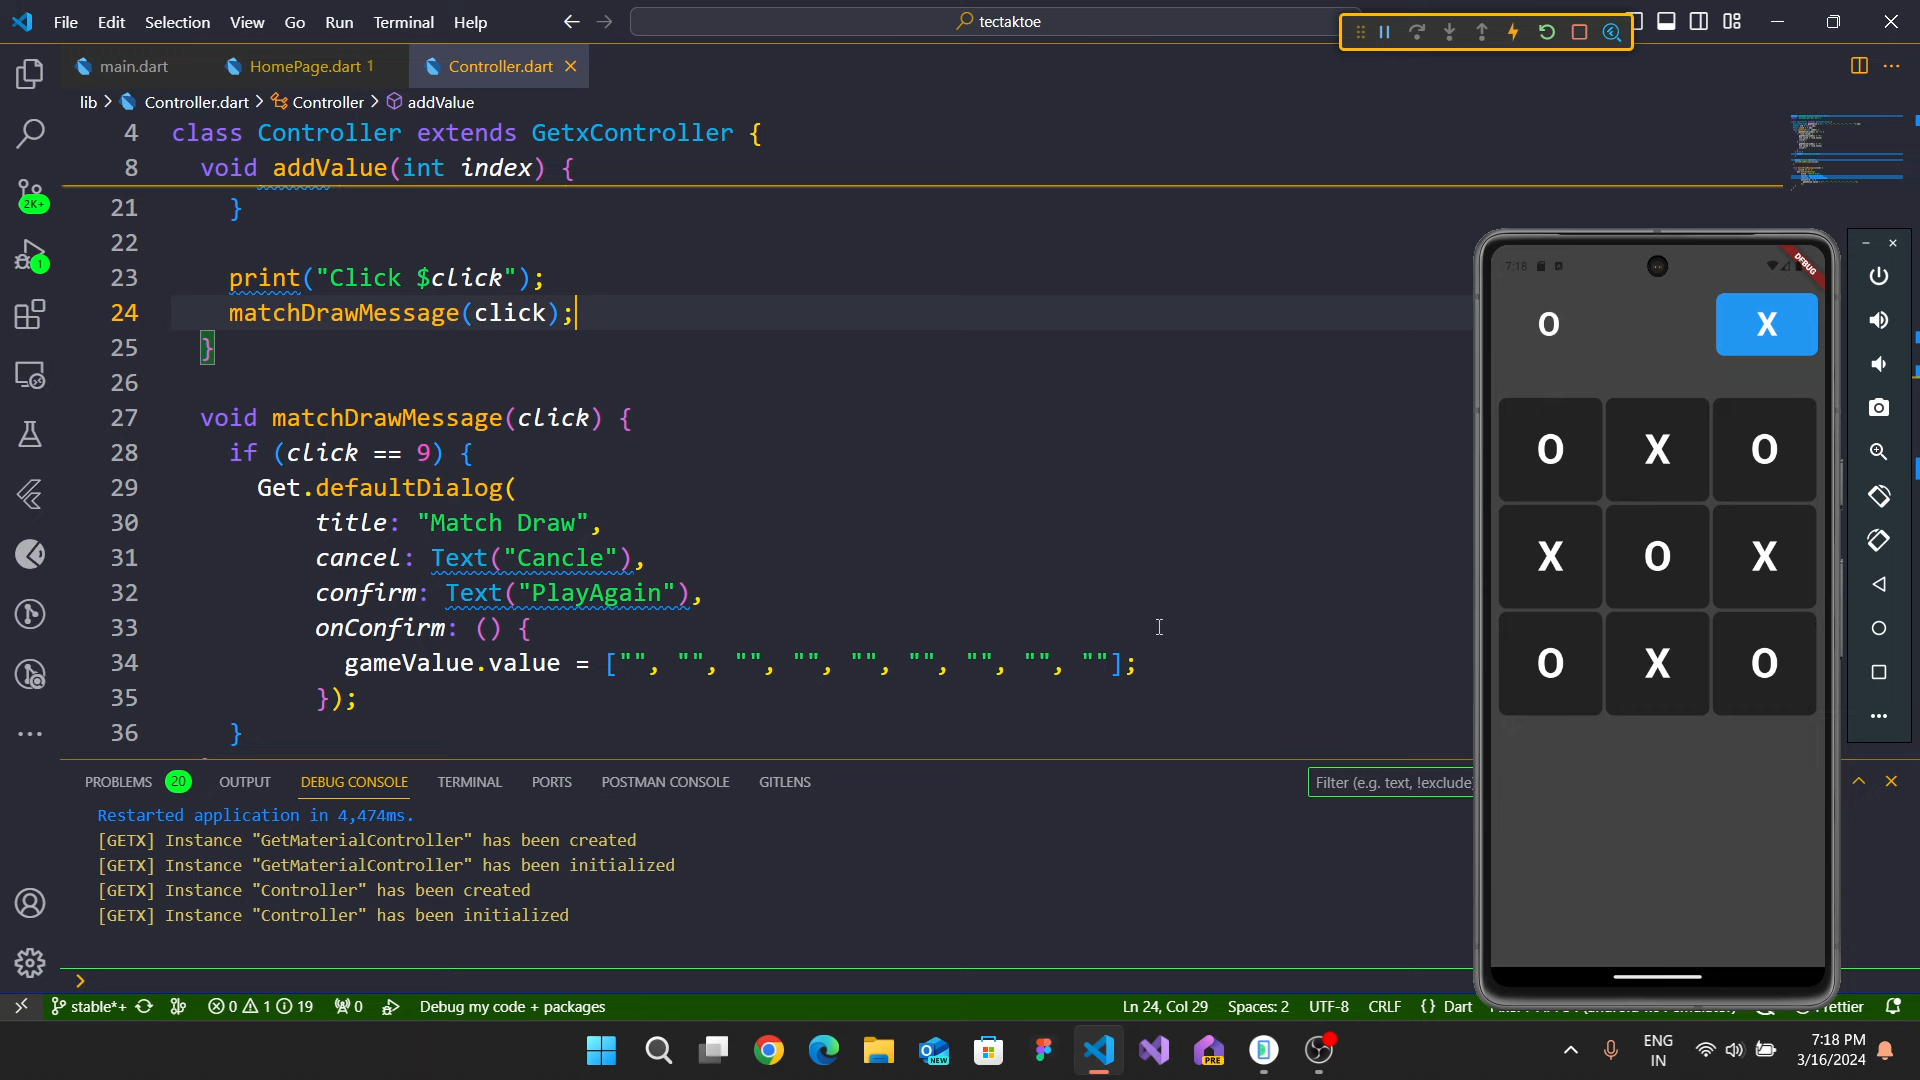 File Edit Selection View Go Run Terminal Help
tectaktoe
main.dart
HomePage.dart 1
Controller.dart
lib > Controller.dart > Controller > addValue
4 class Controller extends GetxController {
8 void addValue(int index) {
21 }
22
23 print("Click $click");
24 matchDrawMessage(click);
25 }
26
27 void matchDrawMessage(click) {
28 if (click == 9) {
29 Get.defaultDialog(
30 title: "Match Draw",
31 cancel: Text("Cancle"),
32 confirm: Text("PlayAgain"),
33 onConfirm: () {
34 gameValue.value = ["", "", "", "", "", "", "", "", ""];
35 });
36 }
2K+
1
7:18
DEBUG
O X
O X O
X O X
O X O
PROBLEMS 20 OUTPUT DEBUG CONSOLE TERMINAL PORTS POSTMAN CONSOLE GITLENS
Filter (e.g. text, !exclude
Restarted application in 4,474ms.
[GETX] Instance "GetMaterialController" has been created
[GETX] Instance "GetMaterialController" has been initialized
[GETX] Instance "Controller" has been created
[GETX] Instance "Controller" has been initialized
>
stable*+ 0 1 19 0 Debug my code + packages
Ln 24, Col 29 Spaces: 2 UTF-8 CRLF {} Dart
NEW
PRE
ENG
IN
7:18 PM
3/16/2024